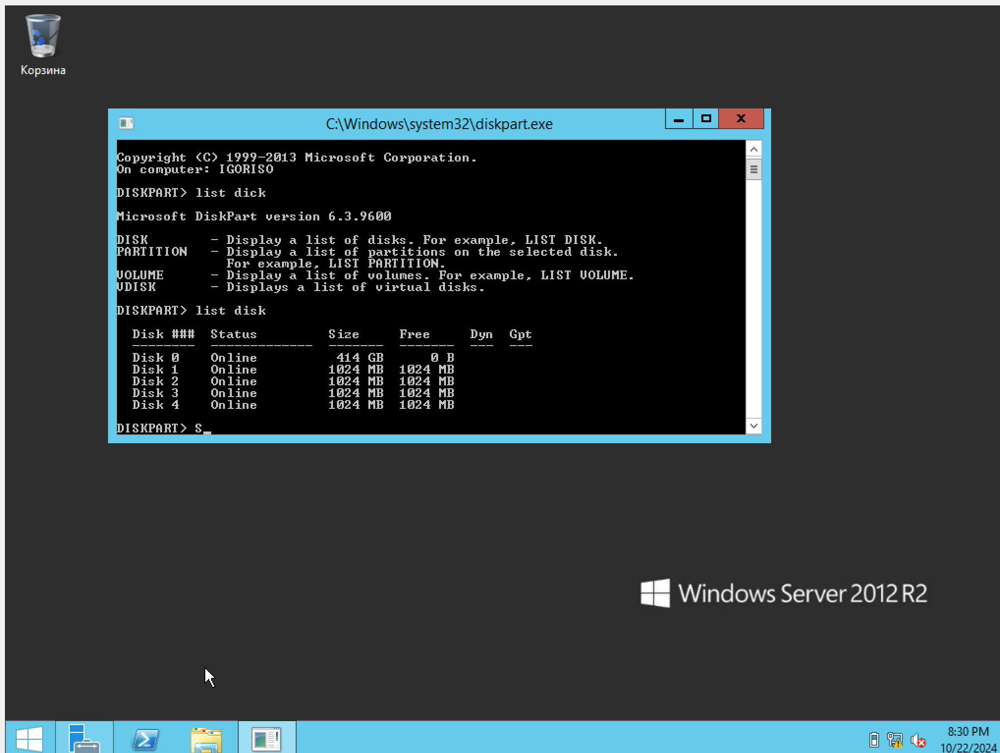 Корзина
C:\Windows\system32\diskpart.exe
Copyright (C) 1999-2013 Microsoft Corporation.
On computer: IGORISO
DISKPART> list dick
Microsoft DiskPart version 6.3.9600
DISK - Display a list of disks. For example, LIST DISK.
PARTITION - Display a list of partitions on the selected disk.
For example, LIST PARTITION.
VOLUME - Display a list of volumes. For example, LIST VOLUME.
VDISK - Displays a list of virtual disks.
DISKPART> list disk
Disk ### Status Size Free Dyn Gpt
-------- ------------- ------- ------- --- ---
Disk 0 Online 414 GB 0 B
Disk 1 Online 1024 MB 1024 MB
Disk 2 Online 1024 MB 1024 MB
Disk 3 Online 1024 MB 1024 MB
Disk 4 Online 1024 MB 1024 MB
DISKPART> S_
Windows Server 2012 R2
8:30 PM
10/22/2024